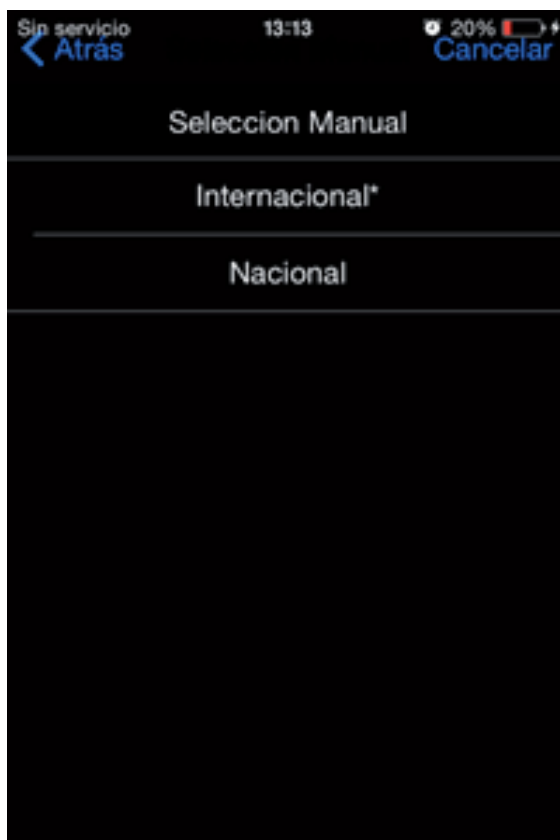 Sin servicio 13:13 20%
Atrás Cancelar
Seleccion Manual
Internacional*
Nacional